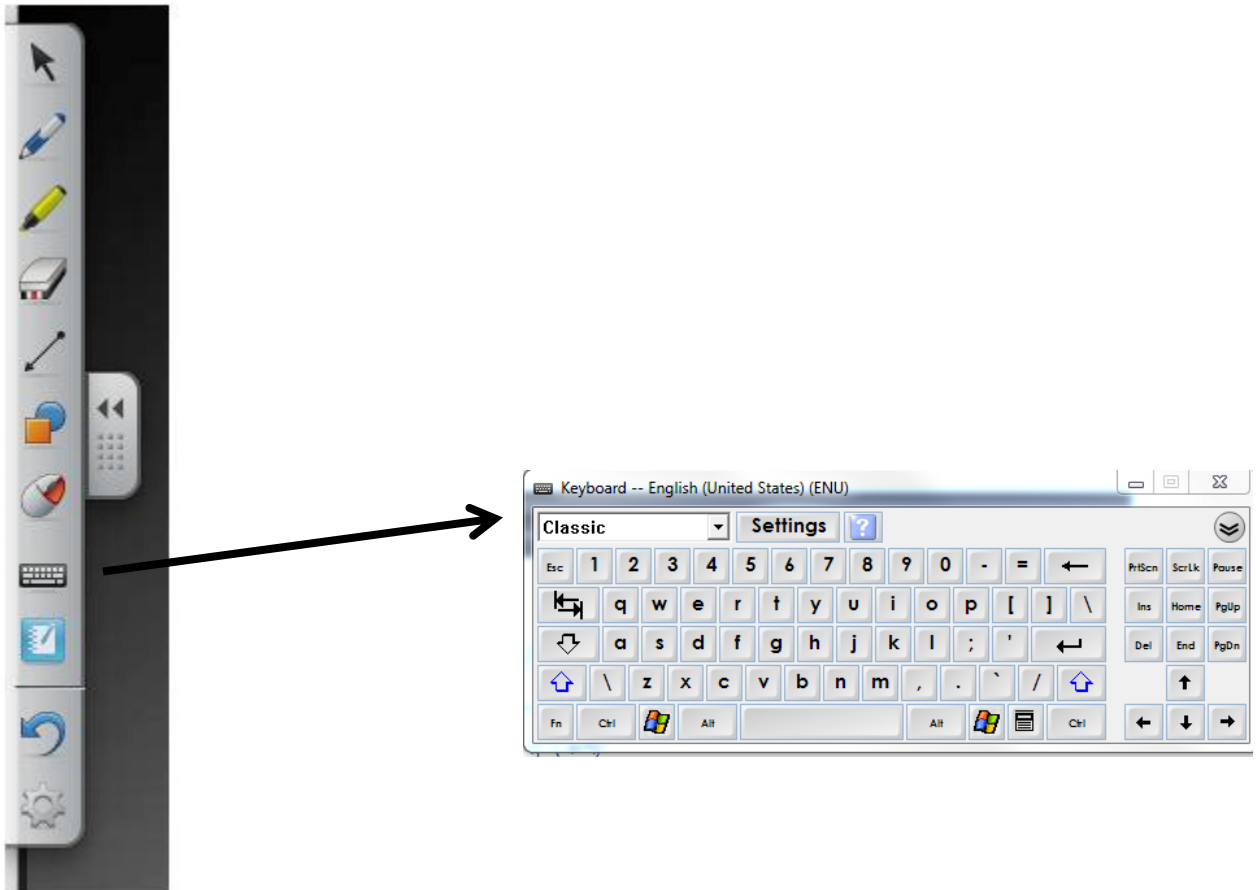 Keyboard -- English (United States) (ENU)
Classic Settings ?
Esc 1 2 3 4 5 6 7 8 9 0 - = PrtScn ScrLk Pause
q w e r t y u i o p [ ] \ Ins Home PgUp
a s d f g h j k l ; ' Del End PgDn
\ z x c v b n m , . ` /
Fn Ctrl Alt Alt Ctrl